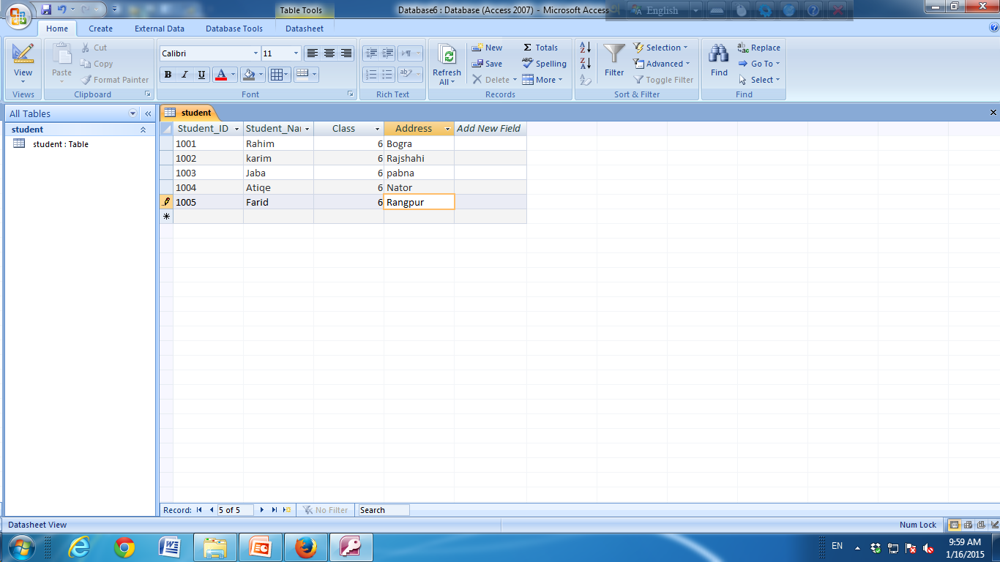 Table Tools
Database6 : Database (Access 2007) - Microsoft Access
English
Home Create External Data Database Tools Datasheet
View
Views
Paste
Cut
Copy
Format Painter
Clipboard
Calibri 11
B I U A
Font
Rich Text
Refresh All
New
Save
Delete
Σ Totals
ABC Spelling
More
Records
A Z
Z A
Filter
Selection
Advanced
Toggle Filter
Sort & Filter
Find
Replace
Go To
Select
Find
All Tables
student
student : Table
student
Student_ID Student_Nar Class Address Add New Field
1001 Rahim 6 Bogra
1002 karim 6 Rajshahi
1003 Jaba 6 pabna
1004 Atiqe 6 Nator
1005 Farid 6 Rangpur
Record: 5 of 5 No Filter Search
Datasheet View Num Lock
EN
9:59 AM
1/16/2015